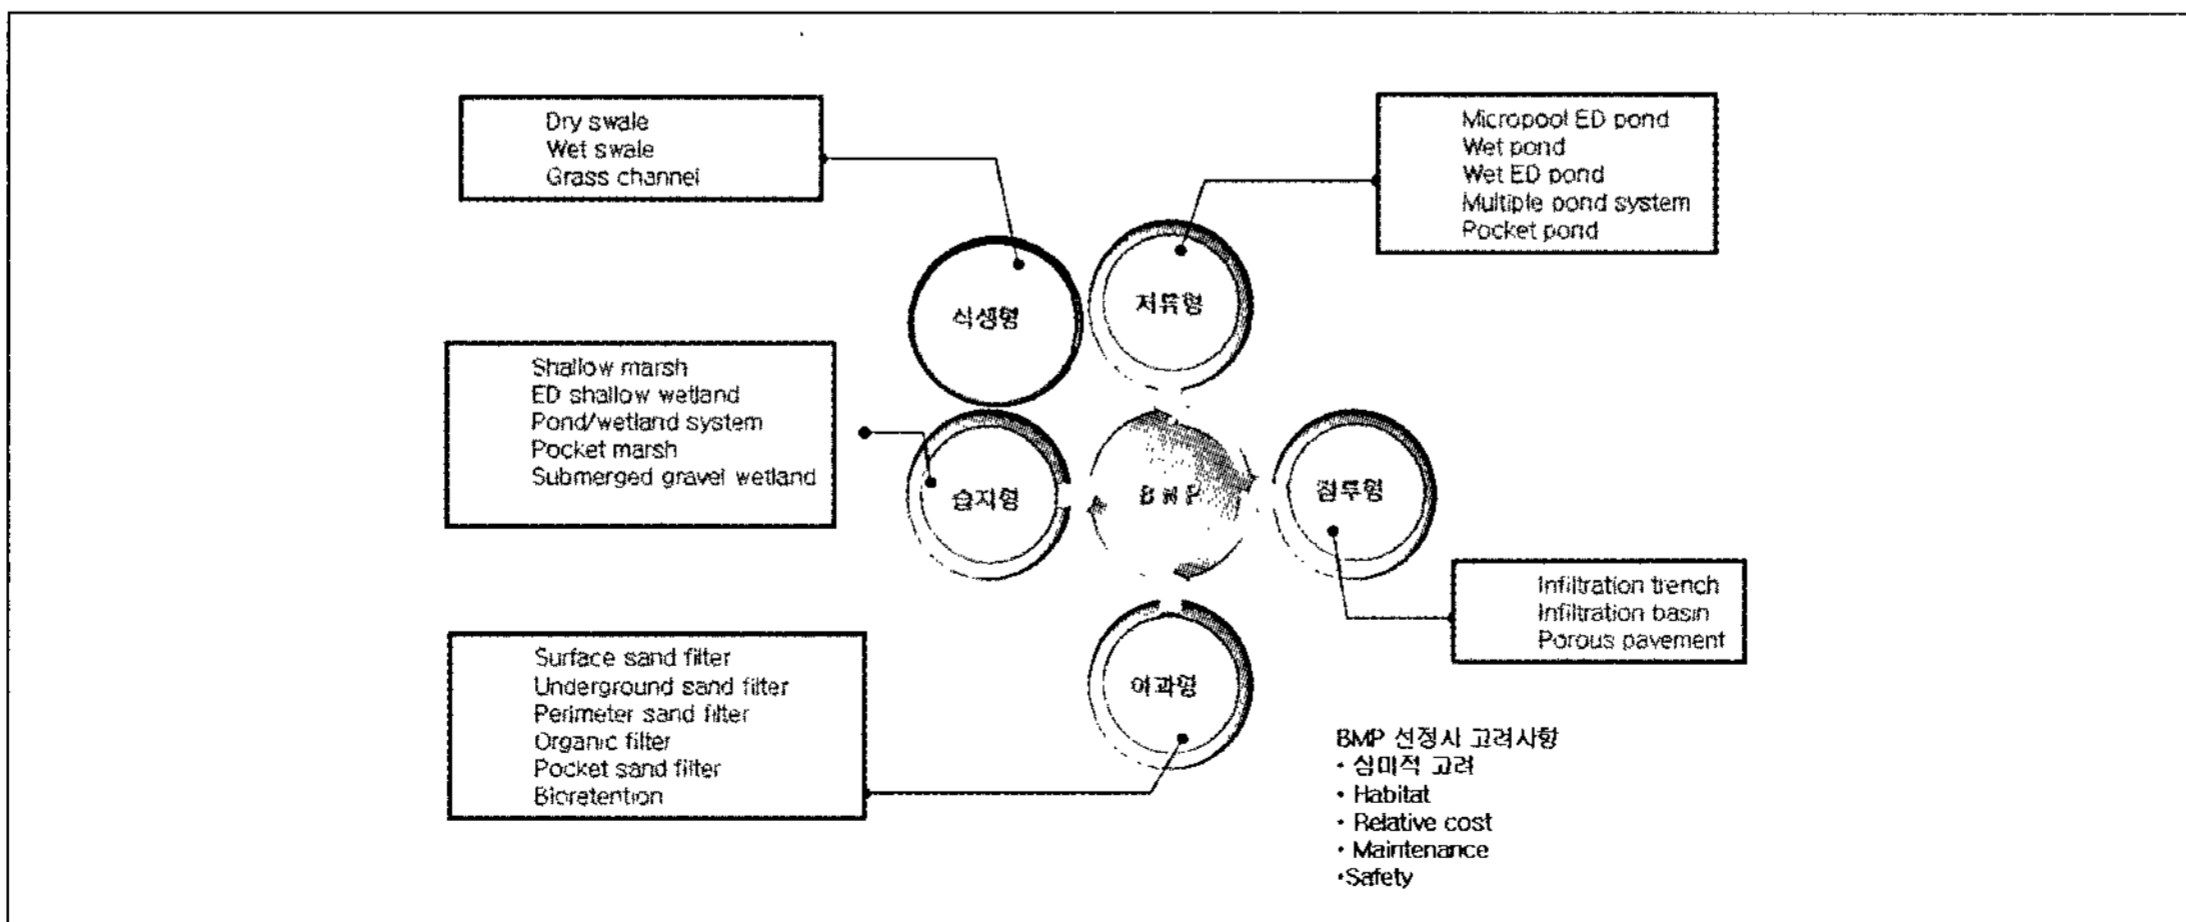 Dry swale
Wet swale
Grass channel
Micropool ED pond
Wet pond
Wet ED pond
Multiple pond system
Pocket pond
식생형
저류형
Shallow marsh
ED shallow wetland
Pond/wetland system
Pocket marsh
Submerged gravel wetland
습지형
BMP
침투형
Infiltration trench
Infiltration basin
Porous pavement
Surface sand filter
Underground sand filter
Perimeter sand filter
Organic filter
Pocket sand filter
Bioretention
여과형
BMP 선정시 고려사항
• 심미적 고려
• Habitat
• Relative cost
• Maintenance
•Safety